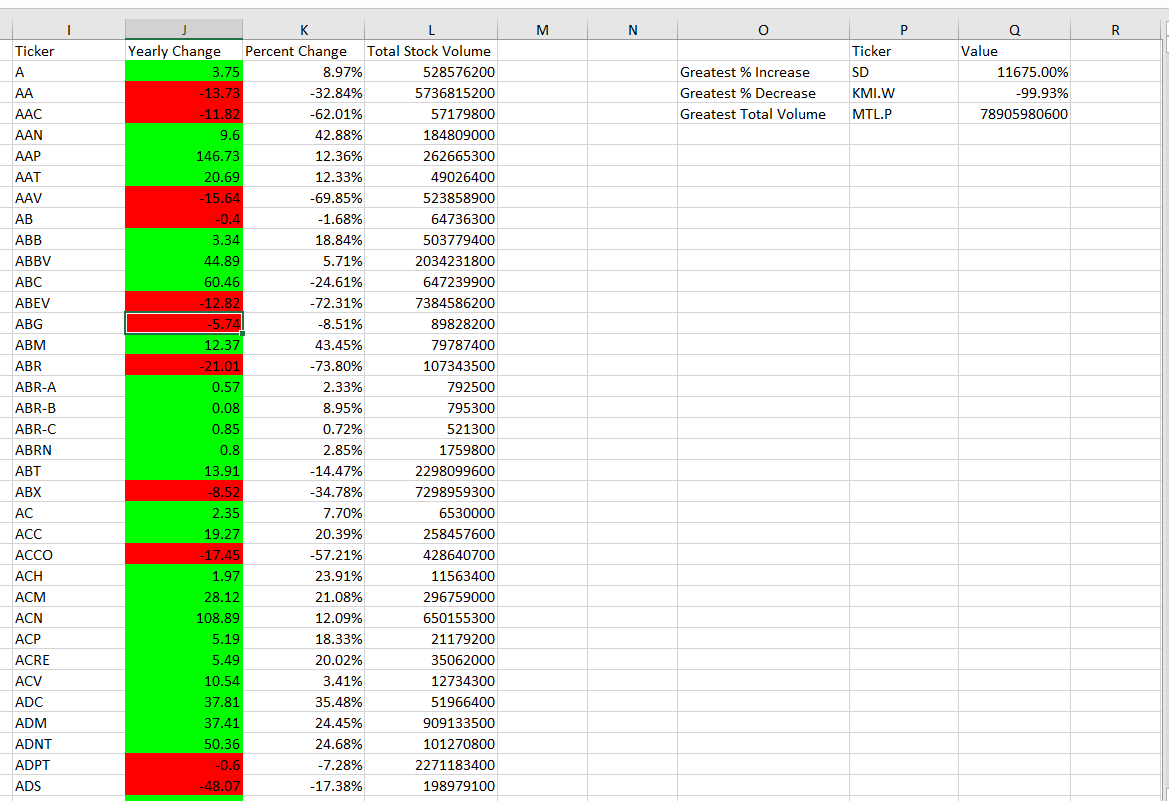 I J K L M N O P Q R
Ticker Yearly Change Percent Change Total Stock Volume Ticker Value
A 3.75 8.97% 528576200 Greatest % Increase SD 11675.00%
AA -13.73 -32.84% 5736815200 Greatest % Decrease KMI.W -99.93%
AAC -11.82 -62.01% 57179800 Greatest Total Volume MTL.P 78905980600
AAN 9.6 42.88% 184809000
AAP 146.73 12.36% 262665300
AAT 20.69 12.33% 49026400
AAV -15.64 -69.85% 523858900
AB -0.4 -1.68% 64736300
ABB 3.34 18.84% 503779400
ABBV 44.89 5.71% 2034231800
ABC 60.46 -24.61% 647239900
ABEV -12.82 -72.31% 7384586200
ABG -5.74 -8.51% 89828200
ABM 12.37 43.45% 79787400
ABR -21.01 -73.80% 107343500
ABR-A 0.57 2.33% 792500
ABR-B 0.08 8.95% 795300
ABR-C 0.85 0.72% 521300
ABRN 0.8 2.85% 1759800
ABT 13.91 -14.47% 2298099600
ABX -8.52 -34.78% 7298959300
AC 2.35 7.70% 6530000
ACC 19.27 20.39% 258457600
ACCO -17.45 -57.21% 428640700
ACH 1.97 23.91% 11563400
ACM 28.12 21.08% 296759000
ACN 108.89 12.09% 650155300
ACP 5.19 18.33% 21179200
ACRE 5.49 20.02% 35062000
ACV 10.54 3.41% 12734300
ADC 37.81 35.48% 51966400
ADM 37.41 24.45% 909133500
ADNT 50.36 24.68% 101270800
ADPT -0.6 -7.28% 2271183400
ADS -48.07 -17.38% 198979100